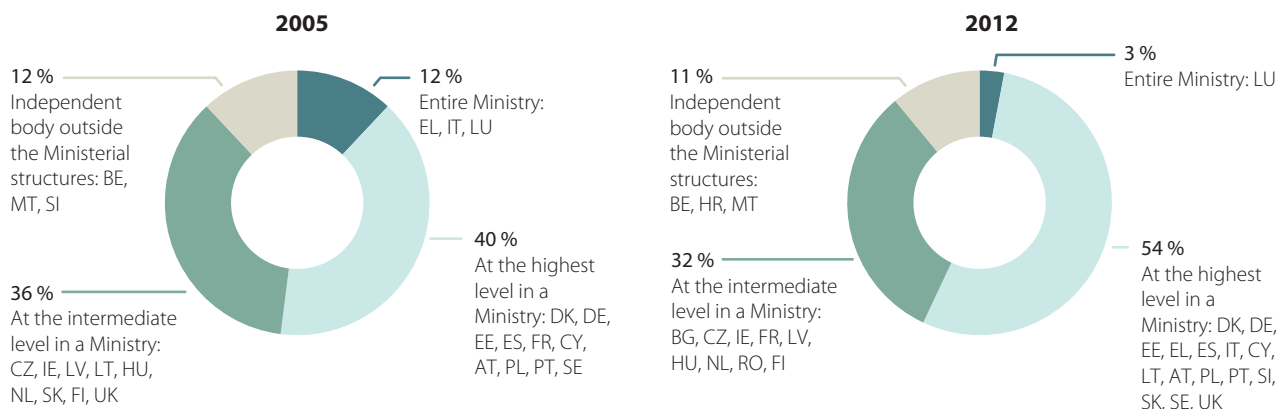 2005
12 %
Independent
body outside
the Ministerial
structures: BE,
MT, SI
12 %
Entire Ministry:
EL, IT, LU
40 %
At the highest
level in a
Ministry: DK, DE,
EE, ES, FR, CY,
AT, PL, PT, SE
36 %
At the intermediate
level in a Ministry:
CZ, IE, LV, LT, HU,
NL, SK, FI, UK
2012
3 %
Entire Ministry: LU
11 %
Independent
body outside
the Ministerial
structures:
BE, HR, MT
54 %
At the highest
level in a
Ministry: DK, DE,
EE, EL, ES, IT, CY,
LT, AT, PL, PT, SI,
SK, SE, UK
32 %
At the intermediate
level in a Ministry:
BG, CZ, IE, FR, LV,
HU, NL, RO, FI